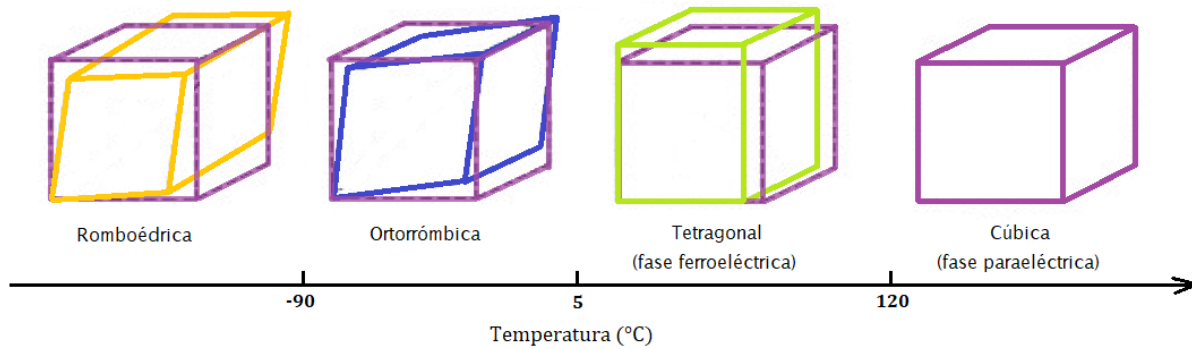 Romboédrica
Ortorrómbica
Tetragonal
(fase ferroeléctrica)
Cúbica
(fase paraeléctrica)
-90
5
120
Temperatura (°C)